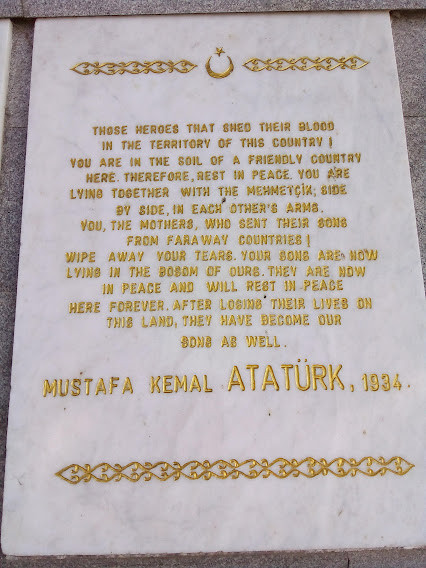 THOSE HEROES THAT SHED THEIR BLOOD
IN THE TERRITORY OF THIS COUNTRY!
YOU ARE IN THE SOIL OF A FRIENDLY COUNTRY
HERE. THEREFORE, REST IN PEACE. YOU ARE
LYING TOGETHER WITH THE MEHMETÇİK; SIDE
BY SIDE, IN EACH OTHER'S ARMS.
YOU, THE MOTHERS, WHO SENT THEIR SONS
FROM FARAWAY COUNTRIES!
WIPE AWAY YOUR TEARS. YOUR SONS ARE NOW
LYING IN THE BOSOM OF OURS. THEY ARE NOW
IN PEACE AND WILL REST IN PEACE
HERE FOREVER. AFTER LOSING THEIR LIVES ON
THIS LAND, THEY HAVE BECOME OUR
SONS AS WELL.
MUSTAFA KEMAL ATATÜRK, 1934.